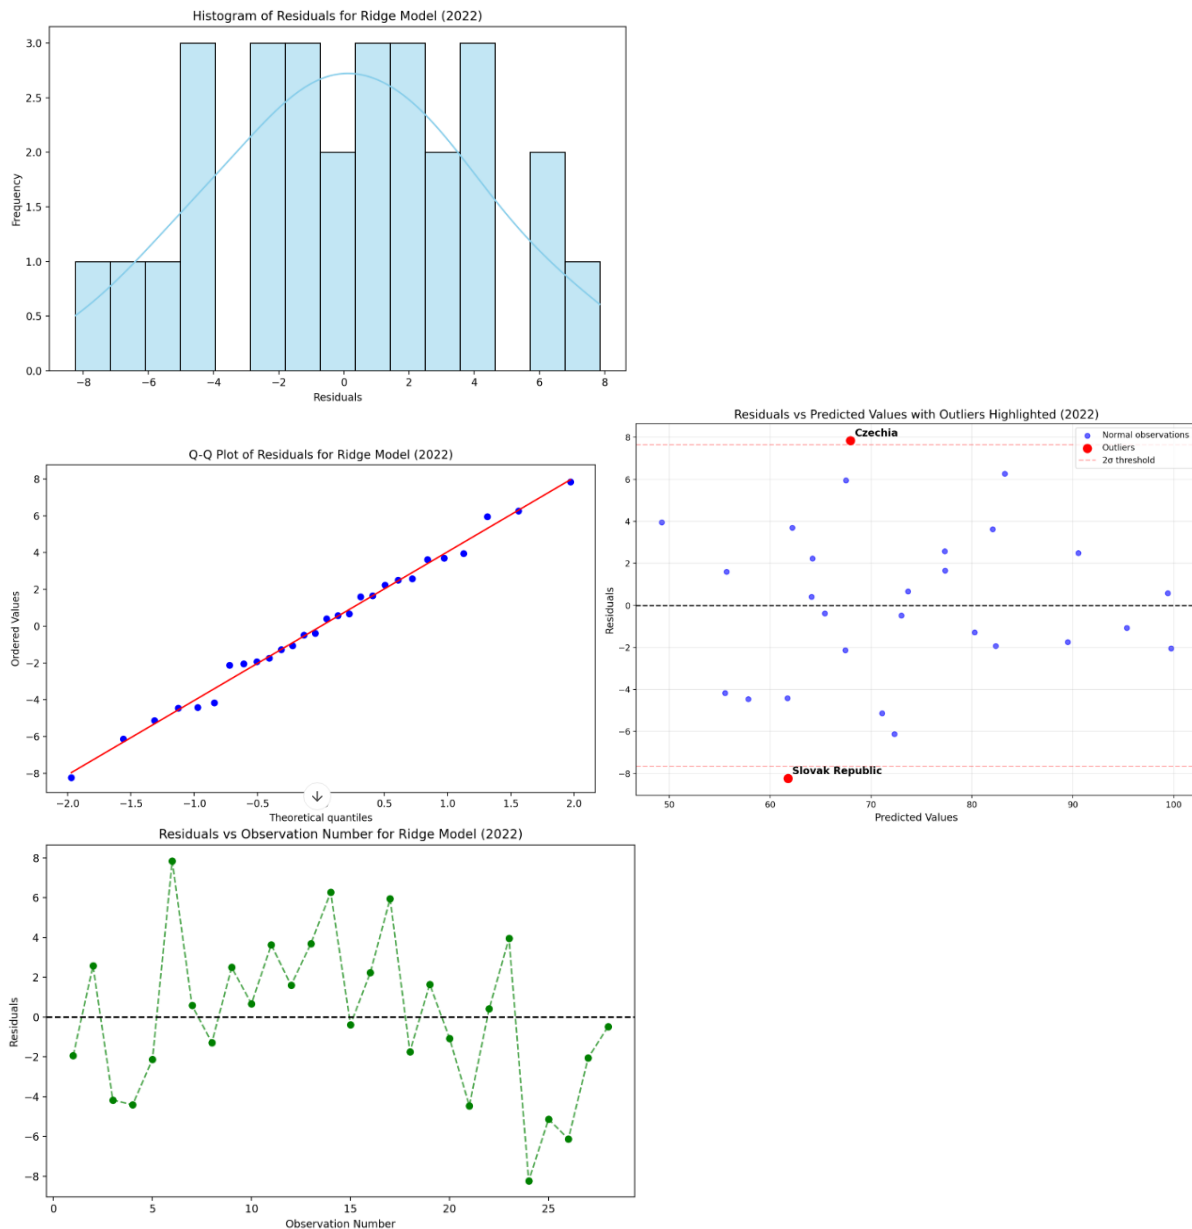 Histogram of Residuals for Ridge Model (2022)
3.0
2.5
2.0
1.5
1.0
0.5
0.0
Frequency
−8 −6 −4 −2 0 2 4 6 8
Residuals
Q-Q Plot of Residuals for Ridge Model (2022)
8
6
4
2
0
−2
−4
−6
−8
Ordered Values
−2.0 −1.5 −1.0 −0.5 0.5 1.0 1.5 2.0
Theoretical quantiles
Residuals vs Predicted Values with Outliers Highlighted (2022)
Czechia
Normal observations
Outliers
2σ threshold
8
6
4
2
0
−2
−4
−6
−8
Residuals
Slovak Republic
50 60 70 80 90 100
Predicted Values
Residuals vs Observation Number for Ridge Model (2022)
8
6
4
2
0
−2
−4
−6
−8
Residuals
0 5 10 15 20 25
Observation Number